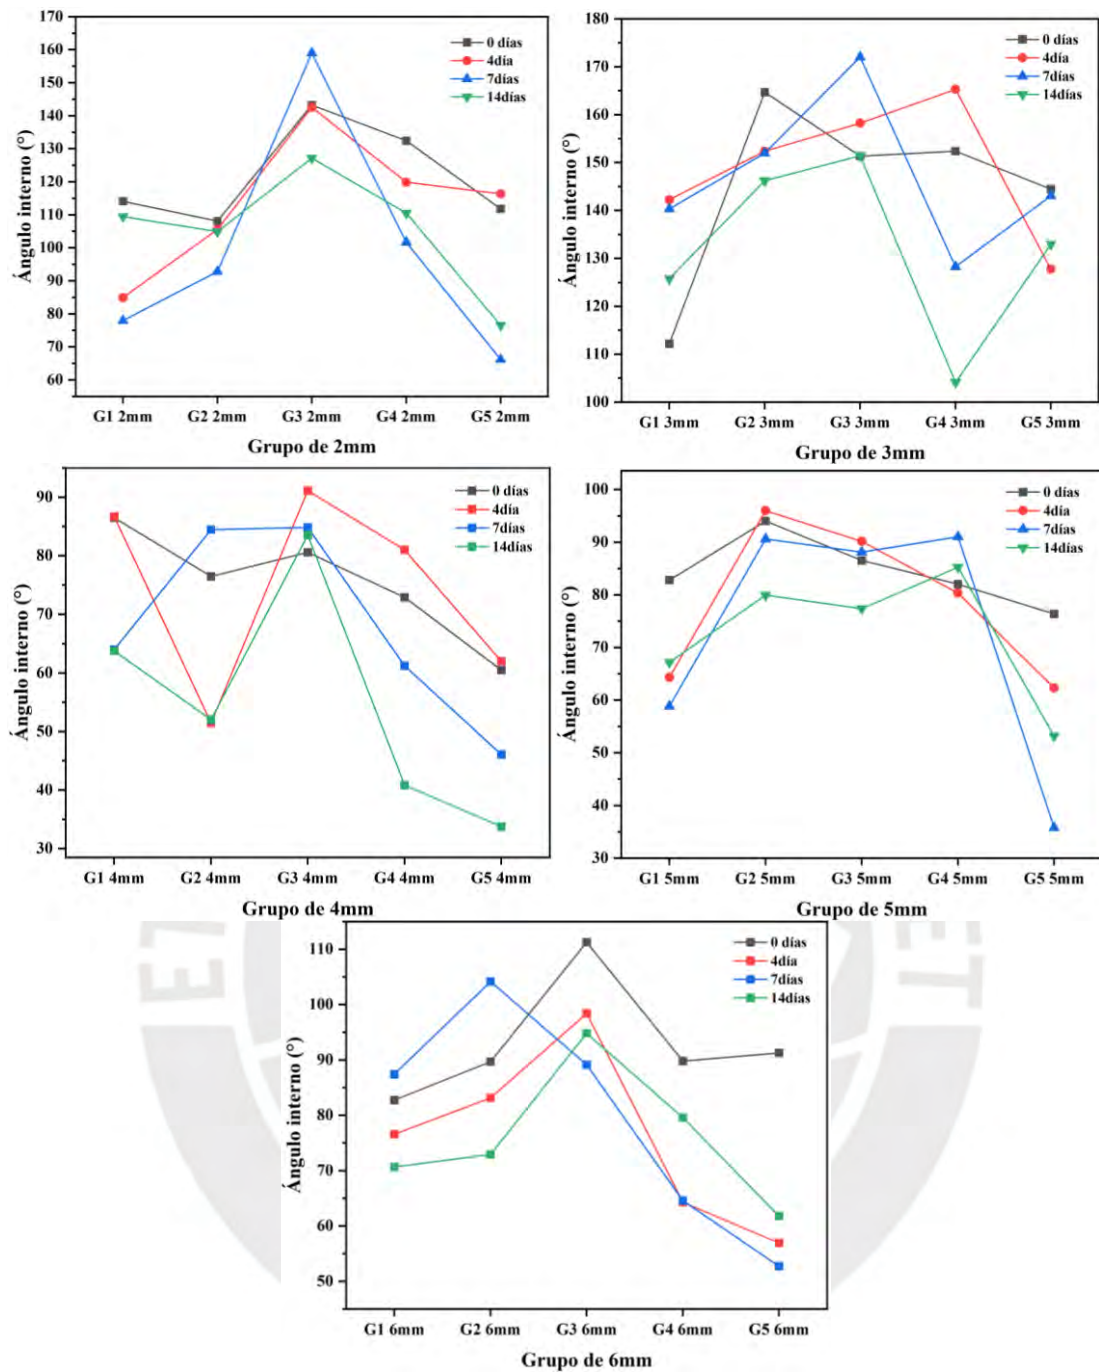 170
160
150
140
130
120
110
100
90
80
70
60
Ángulo interno (°)
0 días
4día
7días
14días
G1 2mm G2 2mm G3 2mm G4 2mm G5 2mm
Grupo de 2mm
180
170
160
150
140
130
120
110
100
Ángulo interno (°)
0 días
4día
7días
14días
G1 3mm G2 3mm G3 3mm G4 3mm G5 3mm
Grupo de 3mm
90
80
70
60
50
40
30
Ángulo interno (°)
0 días
4día
7días
14días
G1 4mm G2 4mm G3 4mm G4 4mm G5 4mm
Grupo de 4mm
100
90
80
70
60
50
40
30
Ángulo interno (°)
0 días
4día
7días
14días
G1 5mm G2 5mm G3 5mm G4 5mm G5 5mm
Grupo de 5mm
110
100
90
80
70
60
50
Ángulo interno (°)
0 días
4día
7días
14días
G1 6mm G2 6mm G3 6mm G4 6mm G5 6mm
Grupo de 6mm
ET